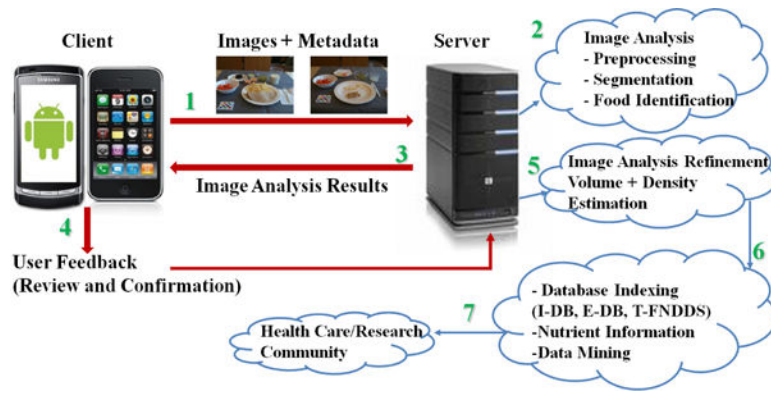 Client
Images + Metadata
Server
1
2
Image Analysis
- Preprocessing
- Segmentation
- Food Identification
SAMSUNG
3
Image Analysis Results
4
User Feedback
(Review and Confirmation)
5
Image Analysis Refinement
Volume + Density
Estimation
6
- Database Indexing
(I-DB, E-DB, T-FNDDS)
-Nutrient Information
-Data Mining
7
Health Care/Research
Community